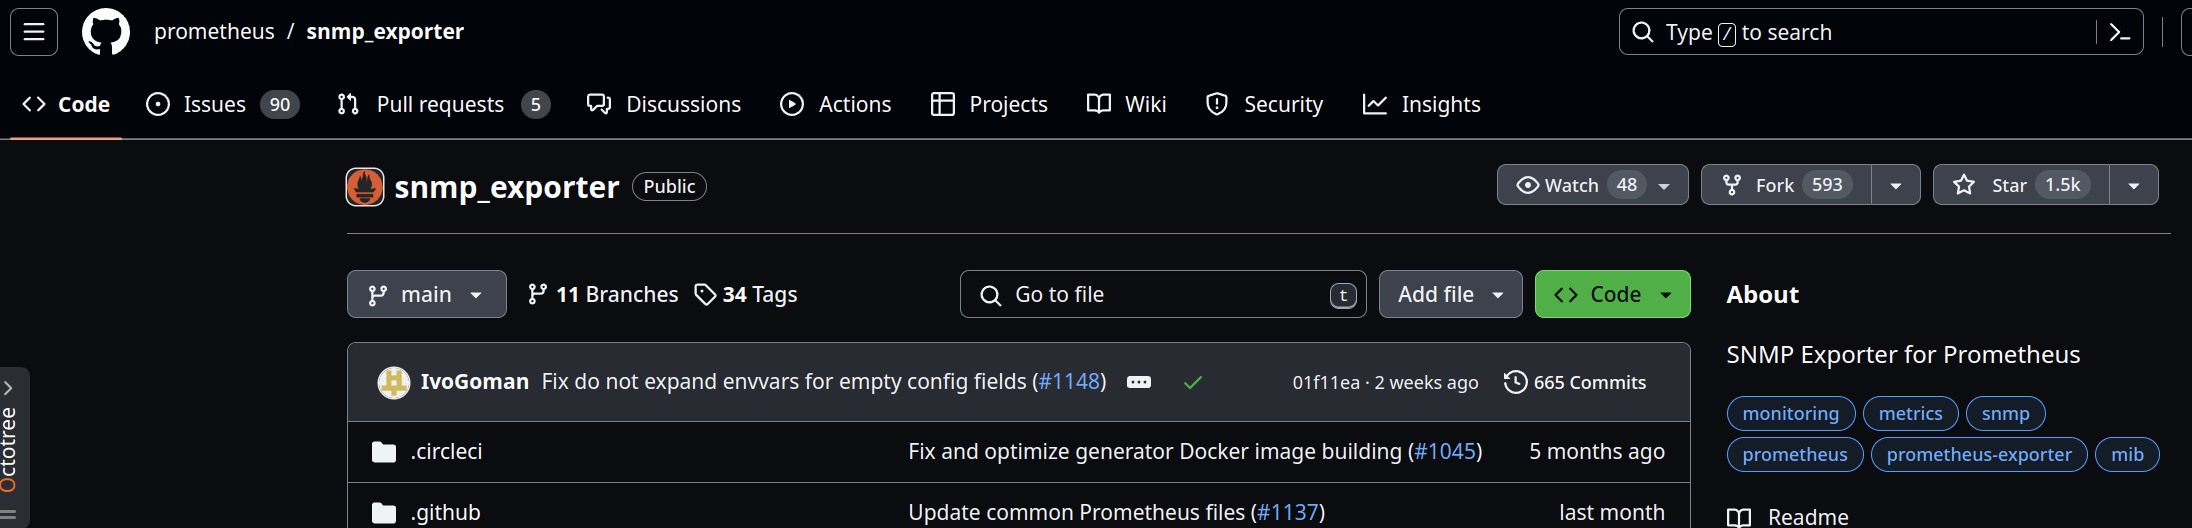 prometheus / snmp_exporter
Type / to search
Code Issues 90 Pull requests 5 Discussions Actions Projects Wiki Security Insights
snmp_exporter Public
Watch 48 Fork 593 Star 1.5k
main 11 Branches 34 Tags
Go to file t Add file Code
IvoGoman Fix do not expand envvars for empty config fields (#1148) 01f11ea · 2 weeks ago 665 Commits
.circleci Fix and optimize generator Docker image building (#1045) 5 months ago
.github Update common Prometheus files (#1137) last month
About
SNMP Exporter for Prometheus
monitoring metrics snmp
prometheus prometheus-exporter mib
Readme
Octotree